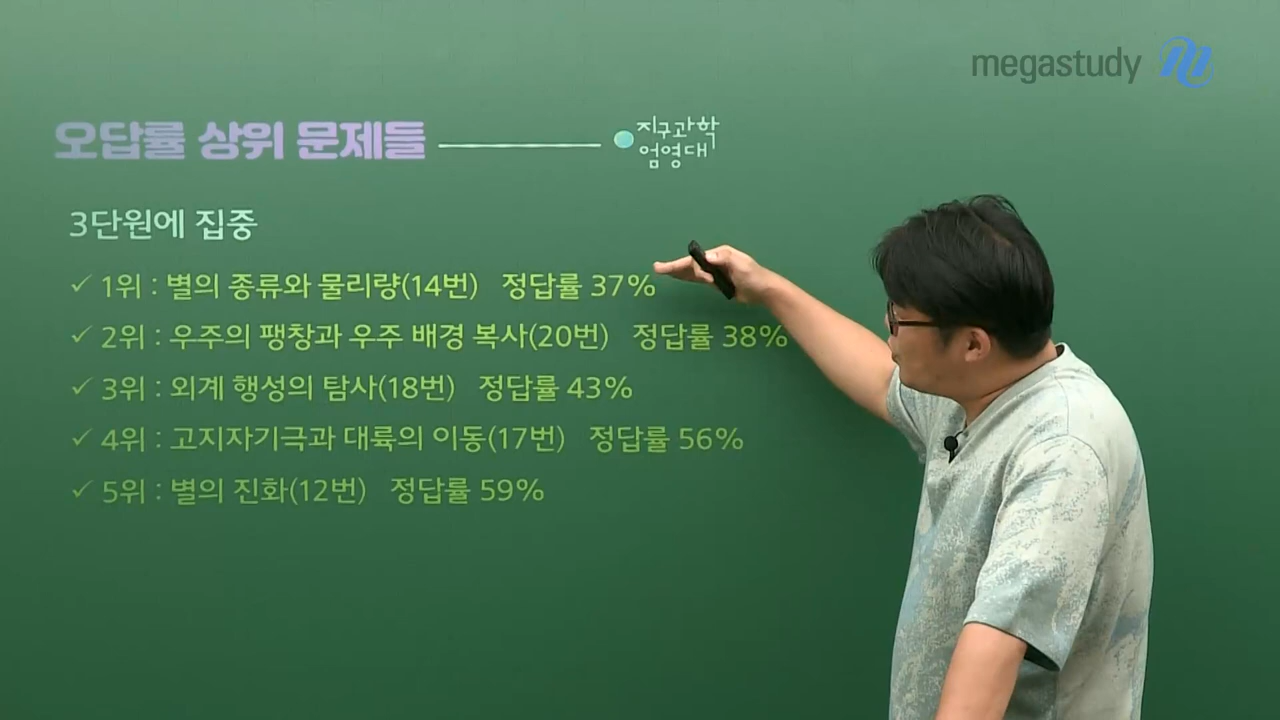 megastudy
오답률 상위 문제들
지구과학
엄영대
3단원에 집중
✓ 1위 : 별의 종류와 물리량(14번) 정답률 37%
✓ 2위 : 우주의 팽창과 우주 배경 복사(20번) 정답률 38%
✓ 3위 : 외계 행성의 탐사(18번) 정답률 43%
✓ 4위 : 고지자기극과 대륙의 이동(17번) 정답률 56%
✓ 5위 : 별의 진화(12번) 정답률 59%